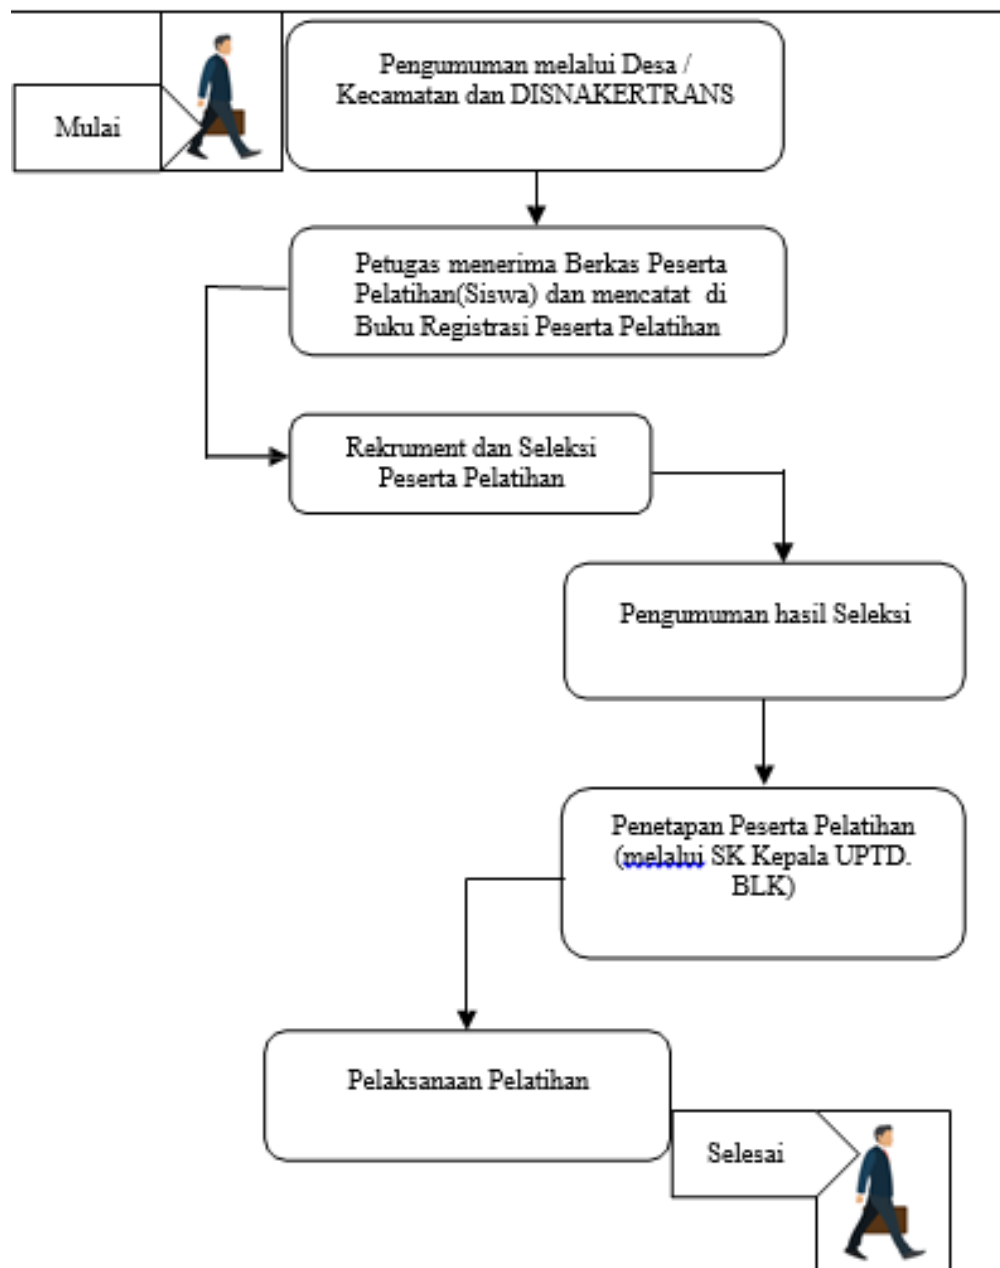 Mulai
Pengumuman melalui Desa /
Kecamatan dan DISNAKERTRANS
Petugas menerima Berkas Peserta
Pelatihan(Siswa) dan mencatat di
Buku Registrasi Peserta Pelatihan
Rekrument dan Seleksi
Peserta Pelatihan
Pengumuman hasil Seleksi
Penetapan Peserta Pelatihan
(melalui SK Kepala UPTD.
BLK)
Pelaksanaan Pelatihan
Selesai